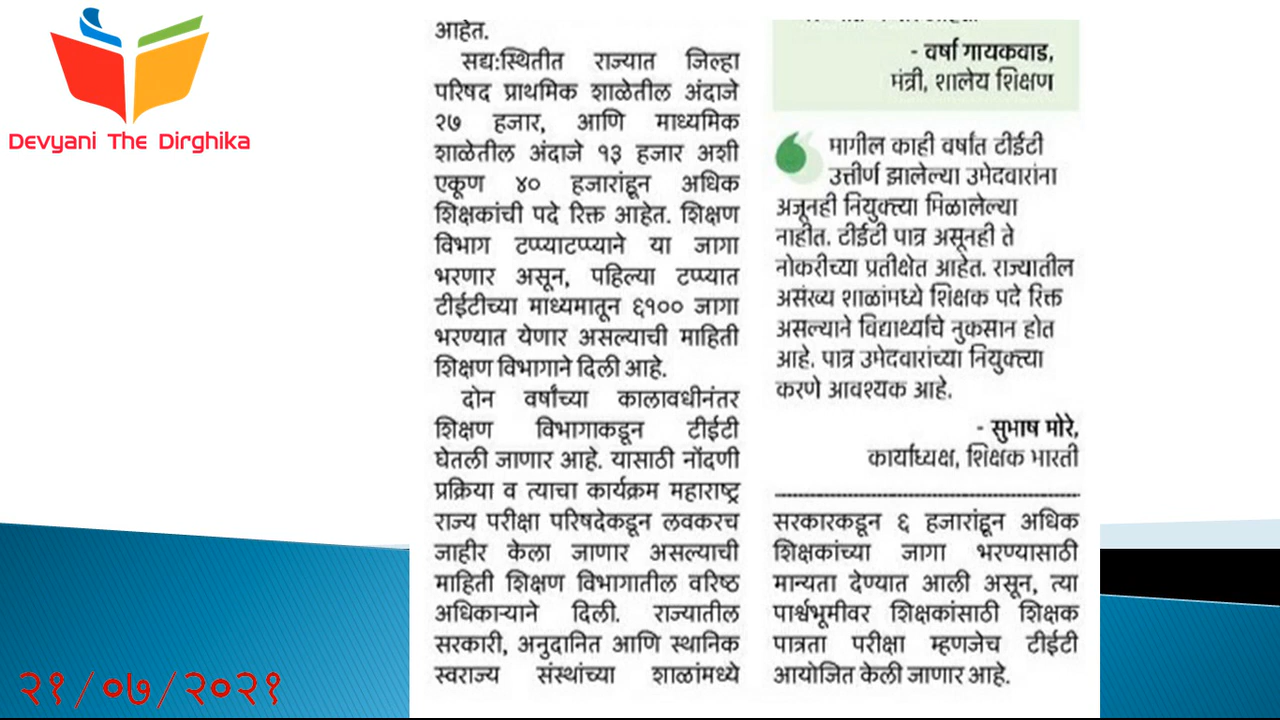 Devyani The Dirghika
आहेत.
सद्यःस्थितीत राज्यात जिल्हा
परिषद प्राथमिक शाळेतील अंदाजे
२७ हजार, आणि माध्यमिक
शाळेतील अंदाजे १३ हजार अशी
एकूण ४० हजारांहून अधिक
शिक्षकांची पदे रिक्त आहेत. शिक्षण
विभाग टप्प्याटप्प्याने या जागा
भरणार असून, पहिल्या टप्प्यात
टीईटीच्या माध्यमातून ६१०० जागा
भरण्यात येणार असल्याची माहिती
शिक्षण विभागाने दिली आहे.
दोन वर्षांच्या कालावधीनंतर
शिक्षण विभागाकडून टीईटी
घेतली जाणार आहे. यासाठी नोंदणी
प्रक्रिया व त्याचा कार्यक्रम महाराष्ट्र
राज्य परीक्षा परिषदेकडून लवकरच
जाहीर केला जाणार असल्याची
माहिती शिक्षण विभागातील वरिष्ठ
अधिकाऱ्याने दिली. राज्यातील
सरकारी, अनुदानित आणि स्थानिक
स्वराज्य संस्थांच्या शाळांमध्ये
- वर्षा गायकवाड,
मंत्री, शालेय शिक्षण
मागील काही वर्षांत टीईटी
उत्तीर्ण झालेल्या उमेदवारांना
अजूनही नियुक्त्या मिळालेल्या
नाहीत. टीईटी पात्र असूनही ते
नोकरीच्या प्रतीक्षेत आहेत. राज्यातील
असंख्य शाळांमध्ये शिक्षक पदे रिक्त
असल्याने विद्यार्थ्यांचे नुकसान होत
आहे. पात्र उमेदवारांच्या नियुक्त्या
करणे आवश्यक आहे.
- सुभाष मोरे,
कार्याध्यक्ष, शिक्षक भारती
सरकारकडून ६ हजारांहून अधिक
शिक्षकांच्या जागा भरण्यासाठी
मान्यता देण्यात आली असून, त्या
पार्श्वभूमीवर शिक्षकांसाठी शिक्षक
पात्रता परीक्षा म्हणजेच टीईटी
आयोजित केली जाणार आहे.
२१/०७/२०२१